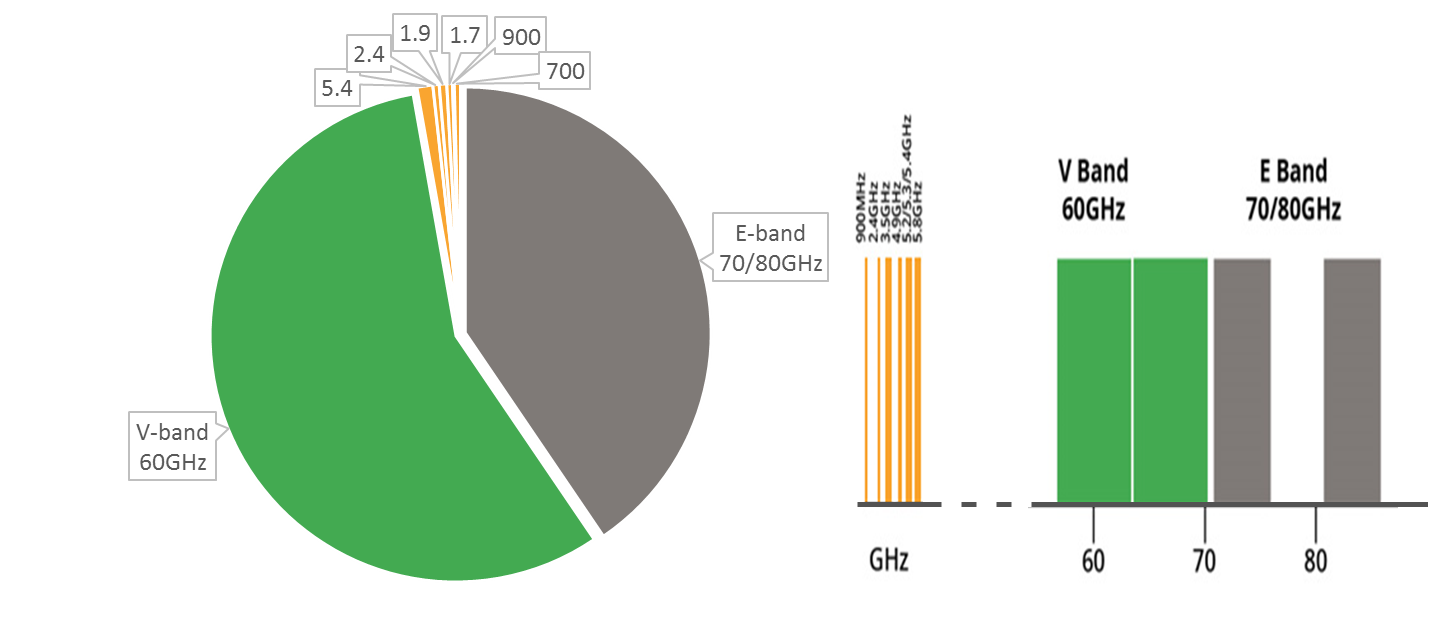 1.9
1.7
900
2.4
700
5.4
E-band
70/80GHz
V-band
60GHz
900MHz
2.4GHz
3.5GHz
4.9GHz
5.2/5.3/5.4GHz
5.8GHz
V Band
60GHz
E Band
70/80GHz
GHz
60
70
80